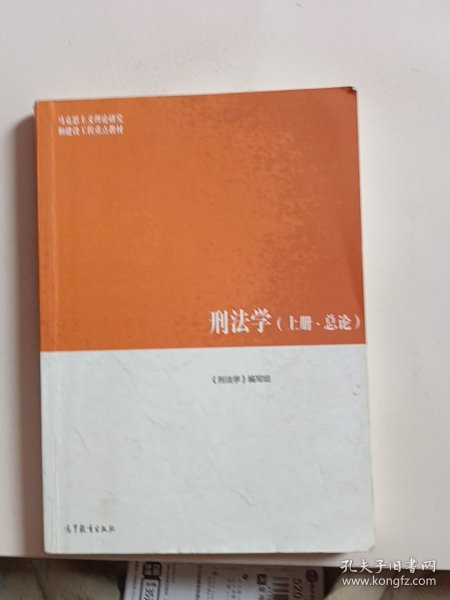 马克思主义理论研究
和建设工程重点教材
刑法学（上册·总论）
《刑法学》编写组
高等教育出版社
孔夫子旧书网
www.kongfz.com